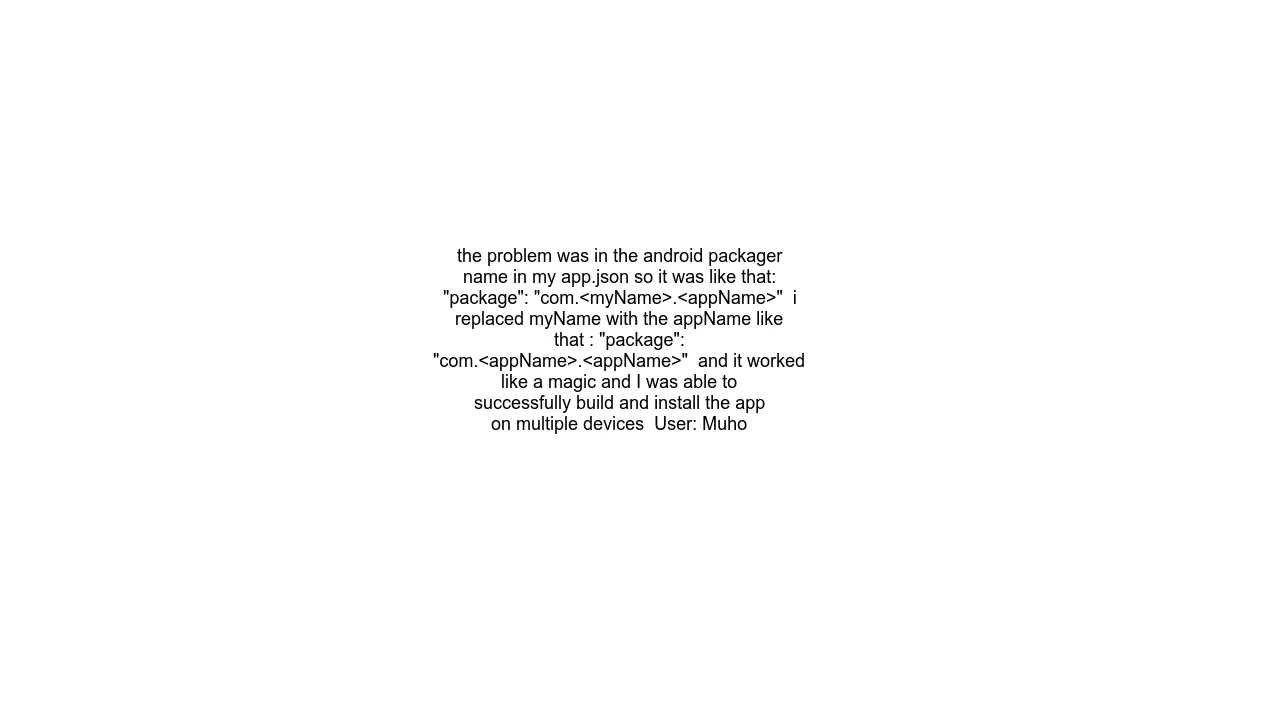 the problem was in the android packager
name in my app.json so it was like that:
"package": "com.<myName>.<appName>"  i
replaced myName with the appName like
that : "package":
"com.<appName>.<appName>"  and it worked
like a magic and I was able to
successfully build and install the app
on multiple devices  User: Muho